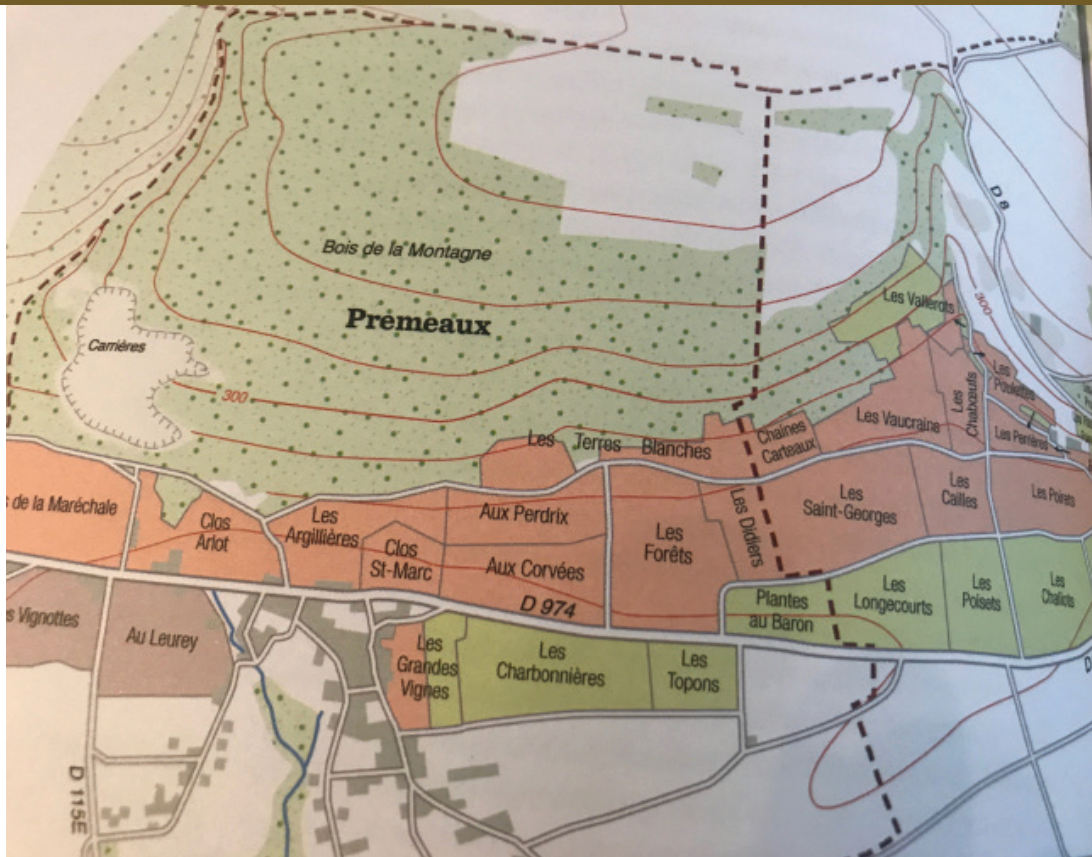 D 8
Bois de la Montagne
Premeaux
Carrières
300
300
Les Vallerots
Les
Poulettes
Les
Chabœufs
Les Perrières
Les Vaucrains
Chaines
Carteaux
Les Terres Blanches
s de la Maréchale
Clos
Arlot
Les
Argillières
Clos
St-Marc
Aux Perdrix
Aux Corvées
Les
Forêts
Les Didiers
Les
Saint-Georges
Les
Cailles
Les Poirets
D 974
Plantes
au Baron
Les
Longecourts
Les
Poisets
Les
Chaliots
D
s Vignottes
Au Leurey
Les
Grandes
Vignes
Les
Charbonnières
Les
Topons
D 115E